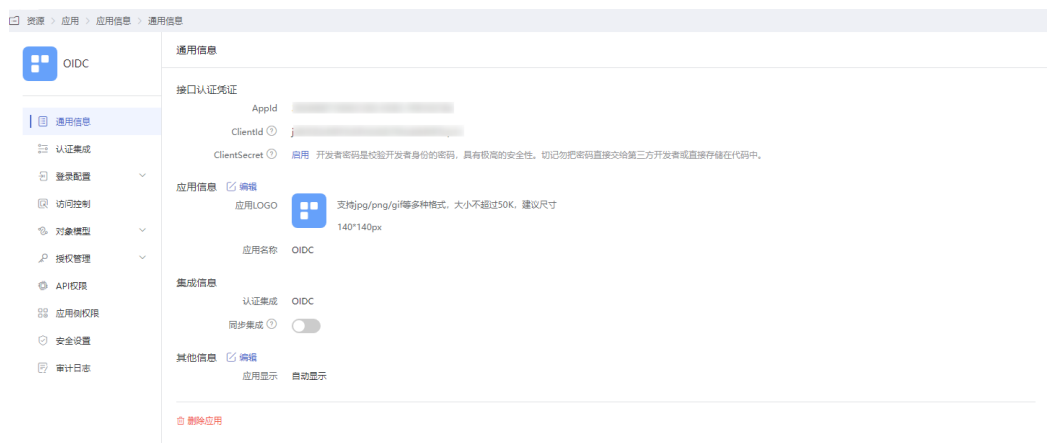 资源 > 应用 > 应用信息 > 通用信息
OIDC
通用信息
认证集成
登录配置
访问控制
对象模型
授权管理
API权限
应用侧权限
安全设置
审计日志
通用信息
接口认证凭证
AppId
ClientId
ClientSecret 启用 开发者密码是校验开发者身份的密码，具有极高的安全性。切记勿把密码直接交给第三方开发者或直接存储在代码中。
应用信息 编辑
应用LOGO 支持jpg/png/gif等多种格式，大小不超过50K，建议尺寸
140*140px
应用名称 OIDC
集成信息
认证集成 OIDC
同步集成
其他信息 编辑
应用显示 自动显示
删除应用